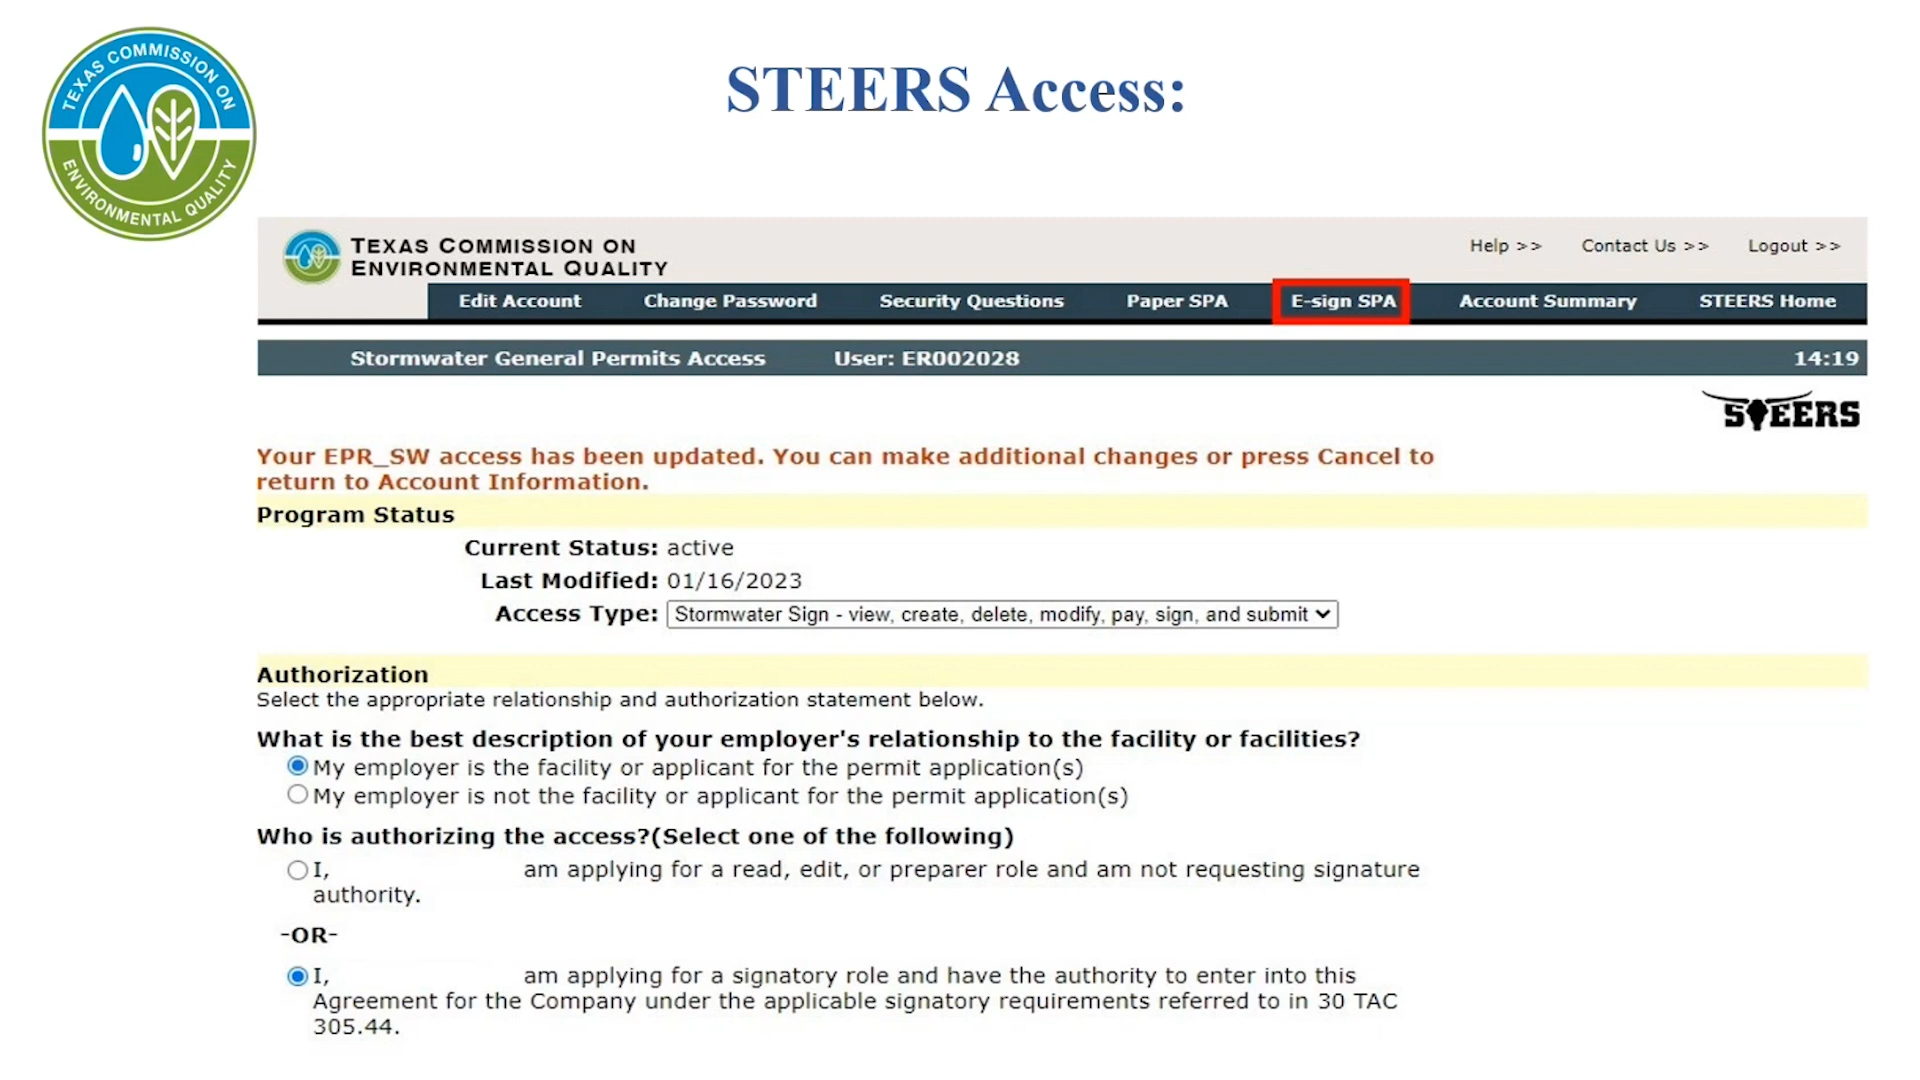 TEXAS COMMISSION ON
ENVIRONMENTAL QUALITY
STEERS Access:
TEXAS COMMISSION ON
ENVIRONMENTAL QUALITY
Help >> Contact Us >> Logout >>
Edit Account Change Password Security Questions Paper SPA E-sign SPA Account Summary STEERS Home
Stormwater General Permits Access User: ER002028 14:19
STEERS
Your EPR_SW access has been updated. You can make additional changes or press Cancel to
return to Account Information.
Program Status
Current Status: active
Last Modified: 01/16/2023
Access Type: Stormwater Sign - view, create, delete, modify, pay, sign, and submit
Authorization
Select the appropriate relationship and authorization statement below.
What is the best description of your employer's relationship to the facility or facilities?
My employer is the facility or applicant for the permit application(s)
My employer is not the facility or applicant for the permit application(s)
Who is authorizing the access?(Select one of the following)
I, am applying for a read, edit, or preparer role and am not requesting signature
authority.
-OR-
I, am applying for a signatory role and have the authority to enter into this
Agreement for the Company under the applicable signatory requirements referred to in 30 TAC
305.44.